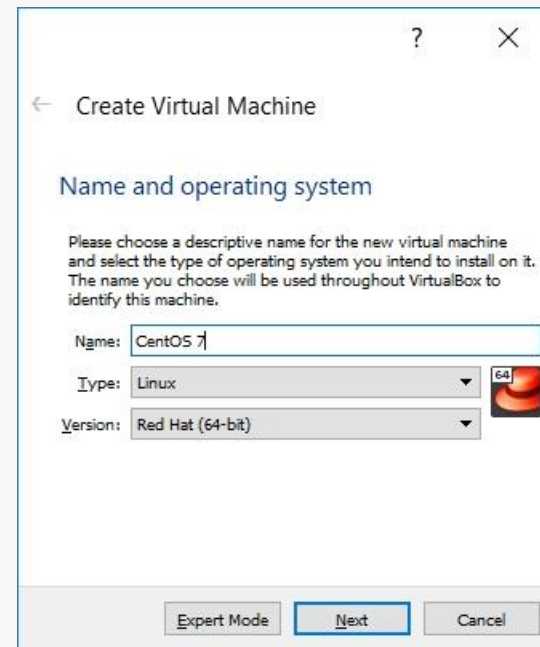 ?
Create Virtual Machine
Name and operating system
Please choose a descriptive name for the new virtual machine
and select the type of operating system you intend to install on it.
The name you choose will be used throughout VirtualBox to
identify this machine.
Name: CentOS 7
Type: Linux
64
Version: Red Hat (64-bit)
Expert Mode Next Cancel